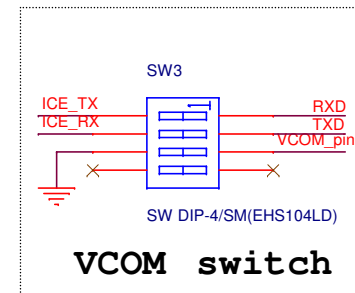 SW3
ICE_TX
RXD
ICE_RX
TXD
VCOM_pin
SW DIP-4/SM(EHS104LD)
VCOM switch